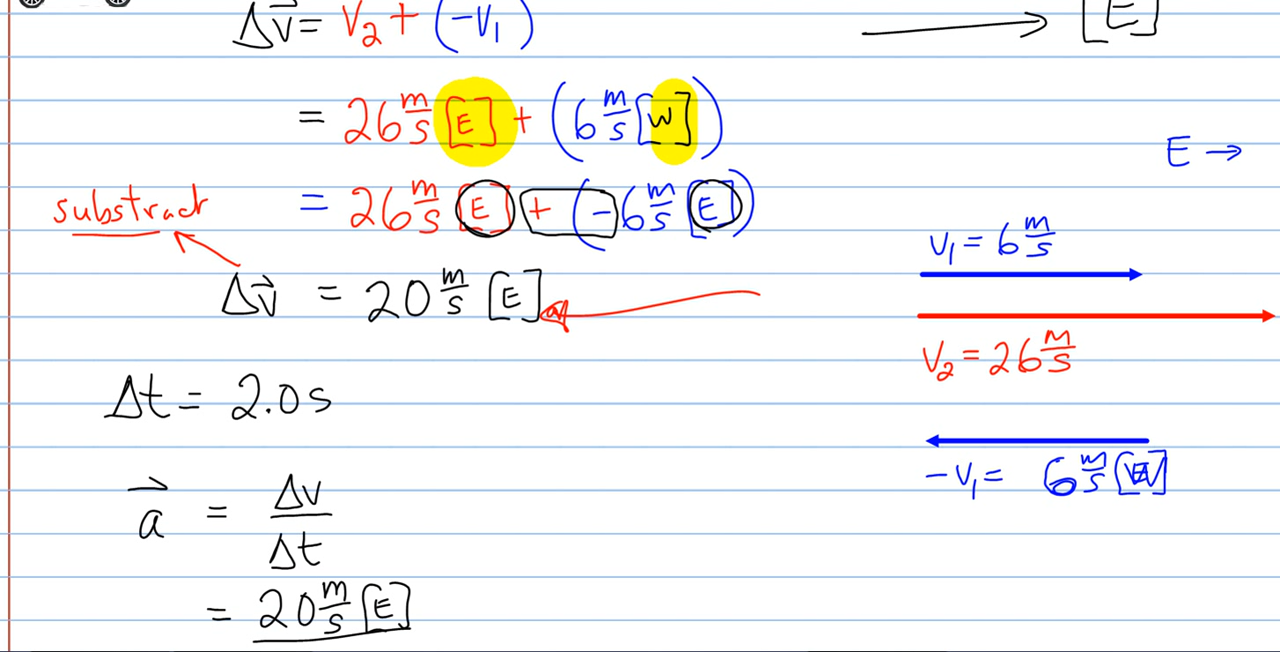 Δv⃗ = v₂ + (-v₁)
[E]
= 26 m/s [E] + (6 m/s [W])
E →
substract
= 26 m/s [E] + (-6 m/s [E])
v₁ = 6 m/s
Δv⃗ = 20 m/s [E]
v₂ = 26 m/s
Δt = 2.0 s
-v₁ = 6 m/s [W]
a⃗ = Δv/Δt
= 20 m/s [E]